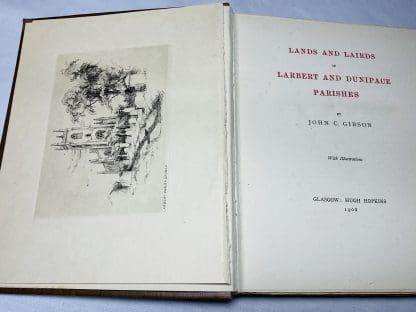 LANDS AND LAIRDS
OF
LARBERT AND DUNIPACE
PARISHES
BY
JOHN C. GIBSON
With Illustrations
GLASGOW: HUGH HOPKINS
1908